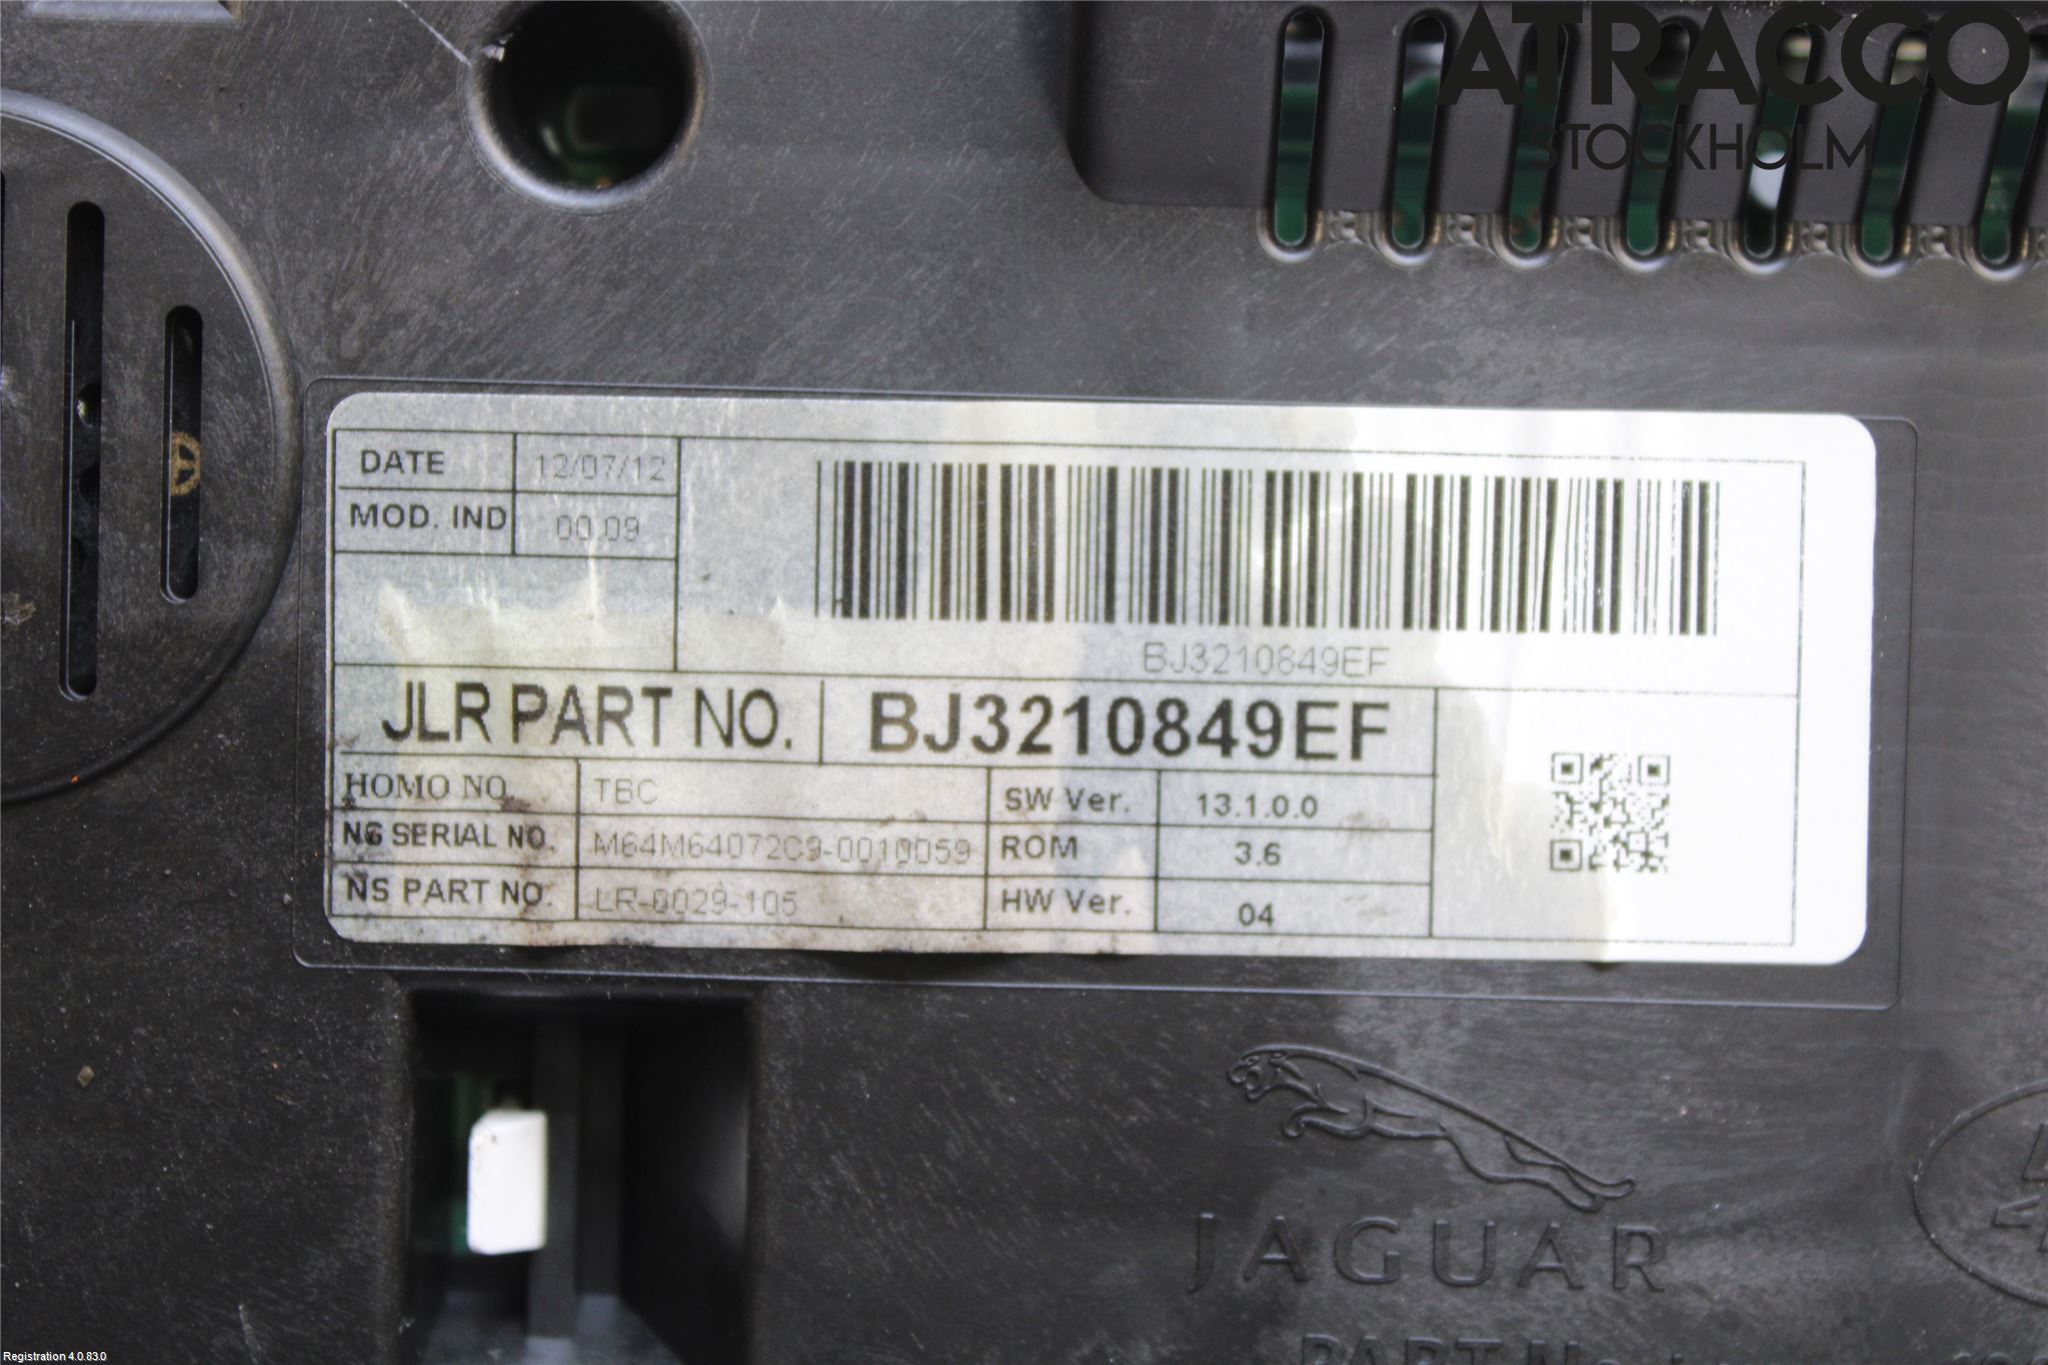 ATRACCO
STOCKHOLM
DATE 12/07/12
MOD. IND 00.09
BJ3210849EF
JLR PART NO. BJ3210849EF
HOMO NO. TBC SW Ver. 13.1.0.0
NS SERIAL NO. M64M64072C9-0010059 ROM 3.6
NS PART NO. LR-0029-105 HW Ver. 04
JAGUAR
PART No.
Registration 4.0.83.0